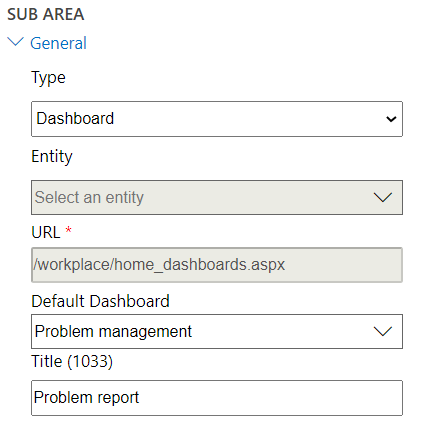 SUB AREA
General
Type
Dashboard
Entity
Select an entity
URL *
/workplace/home_dashboards.aspx
Default Dashboard
Problem management
Title (1033)
Problem report